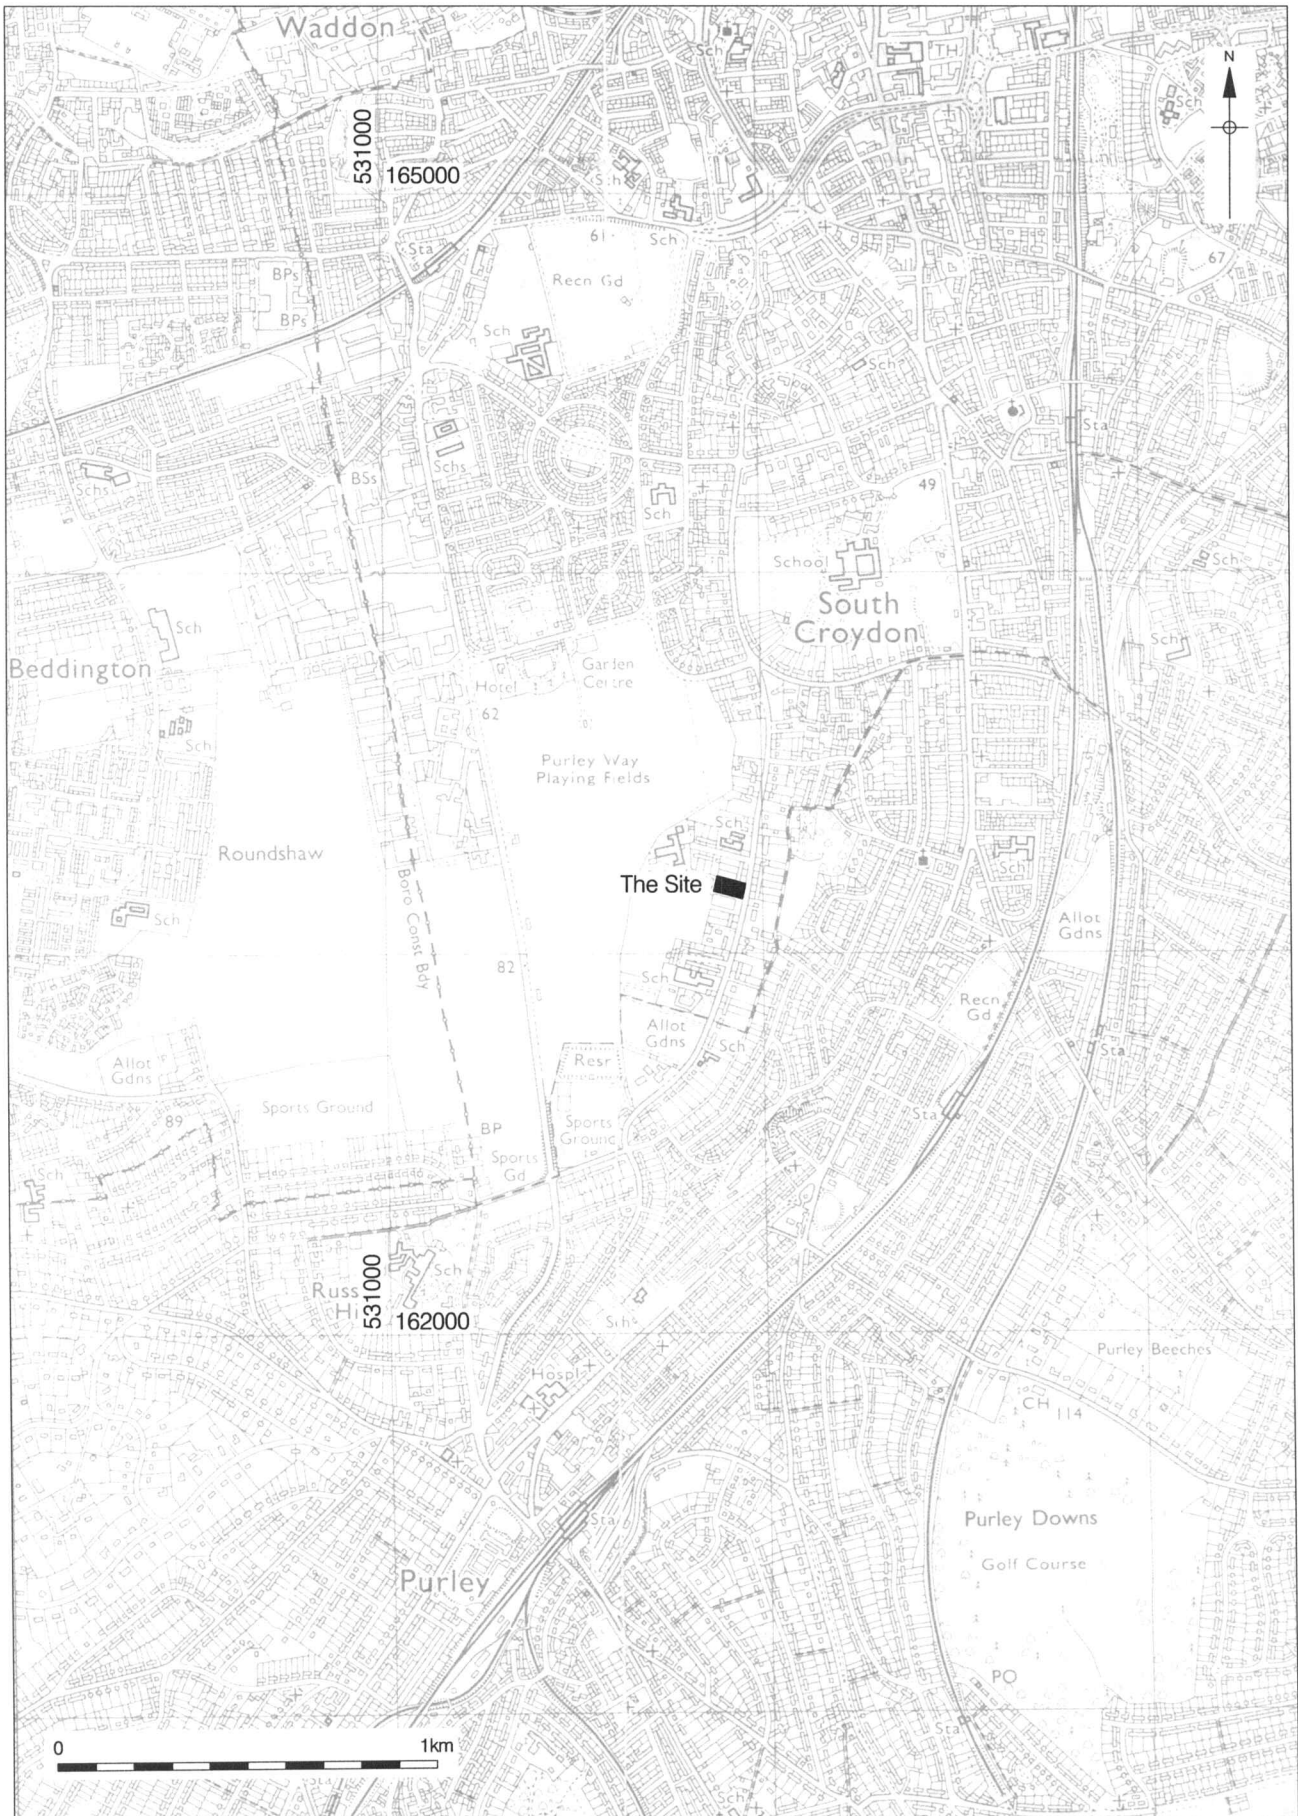 Waddon
Sch
TH
N
Sch
531000
165000
Sch
Sta
61
Sch
67
BPs
Recn Gd
BPs
Sch
Sch
Sta
Schs
Schs
BSs
Sch
49
School
Sch
South
Croydon
Sch
Sch
Beddington
Garden
Centre
Hotel
62
Sch
Purley Way
Playing Fields
Sch
Roundshaw
Sch
The Site
Boro Const Bdy
Sch
Allot
Gdns
82
Sch
Recn
Gd
Allot
Gdns
Sch
Resr
Sta
Allot
Gdns
Sports Ground
Sta
89
BP
Sports
Ground
Sports
Gd
Sch
Sch
531000
162000
Purley Beeches
Hospl
CH
114
Sta
Purley Downs
Golf Course
Purley
PO
Sta
0
1km
Sta
Sch